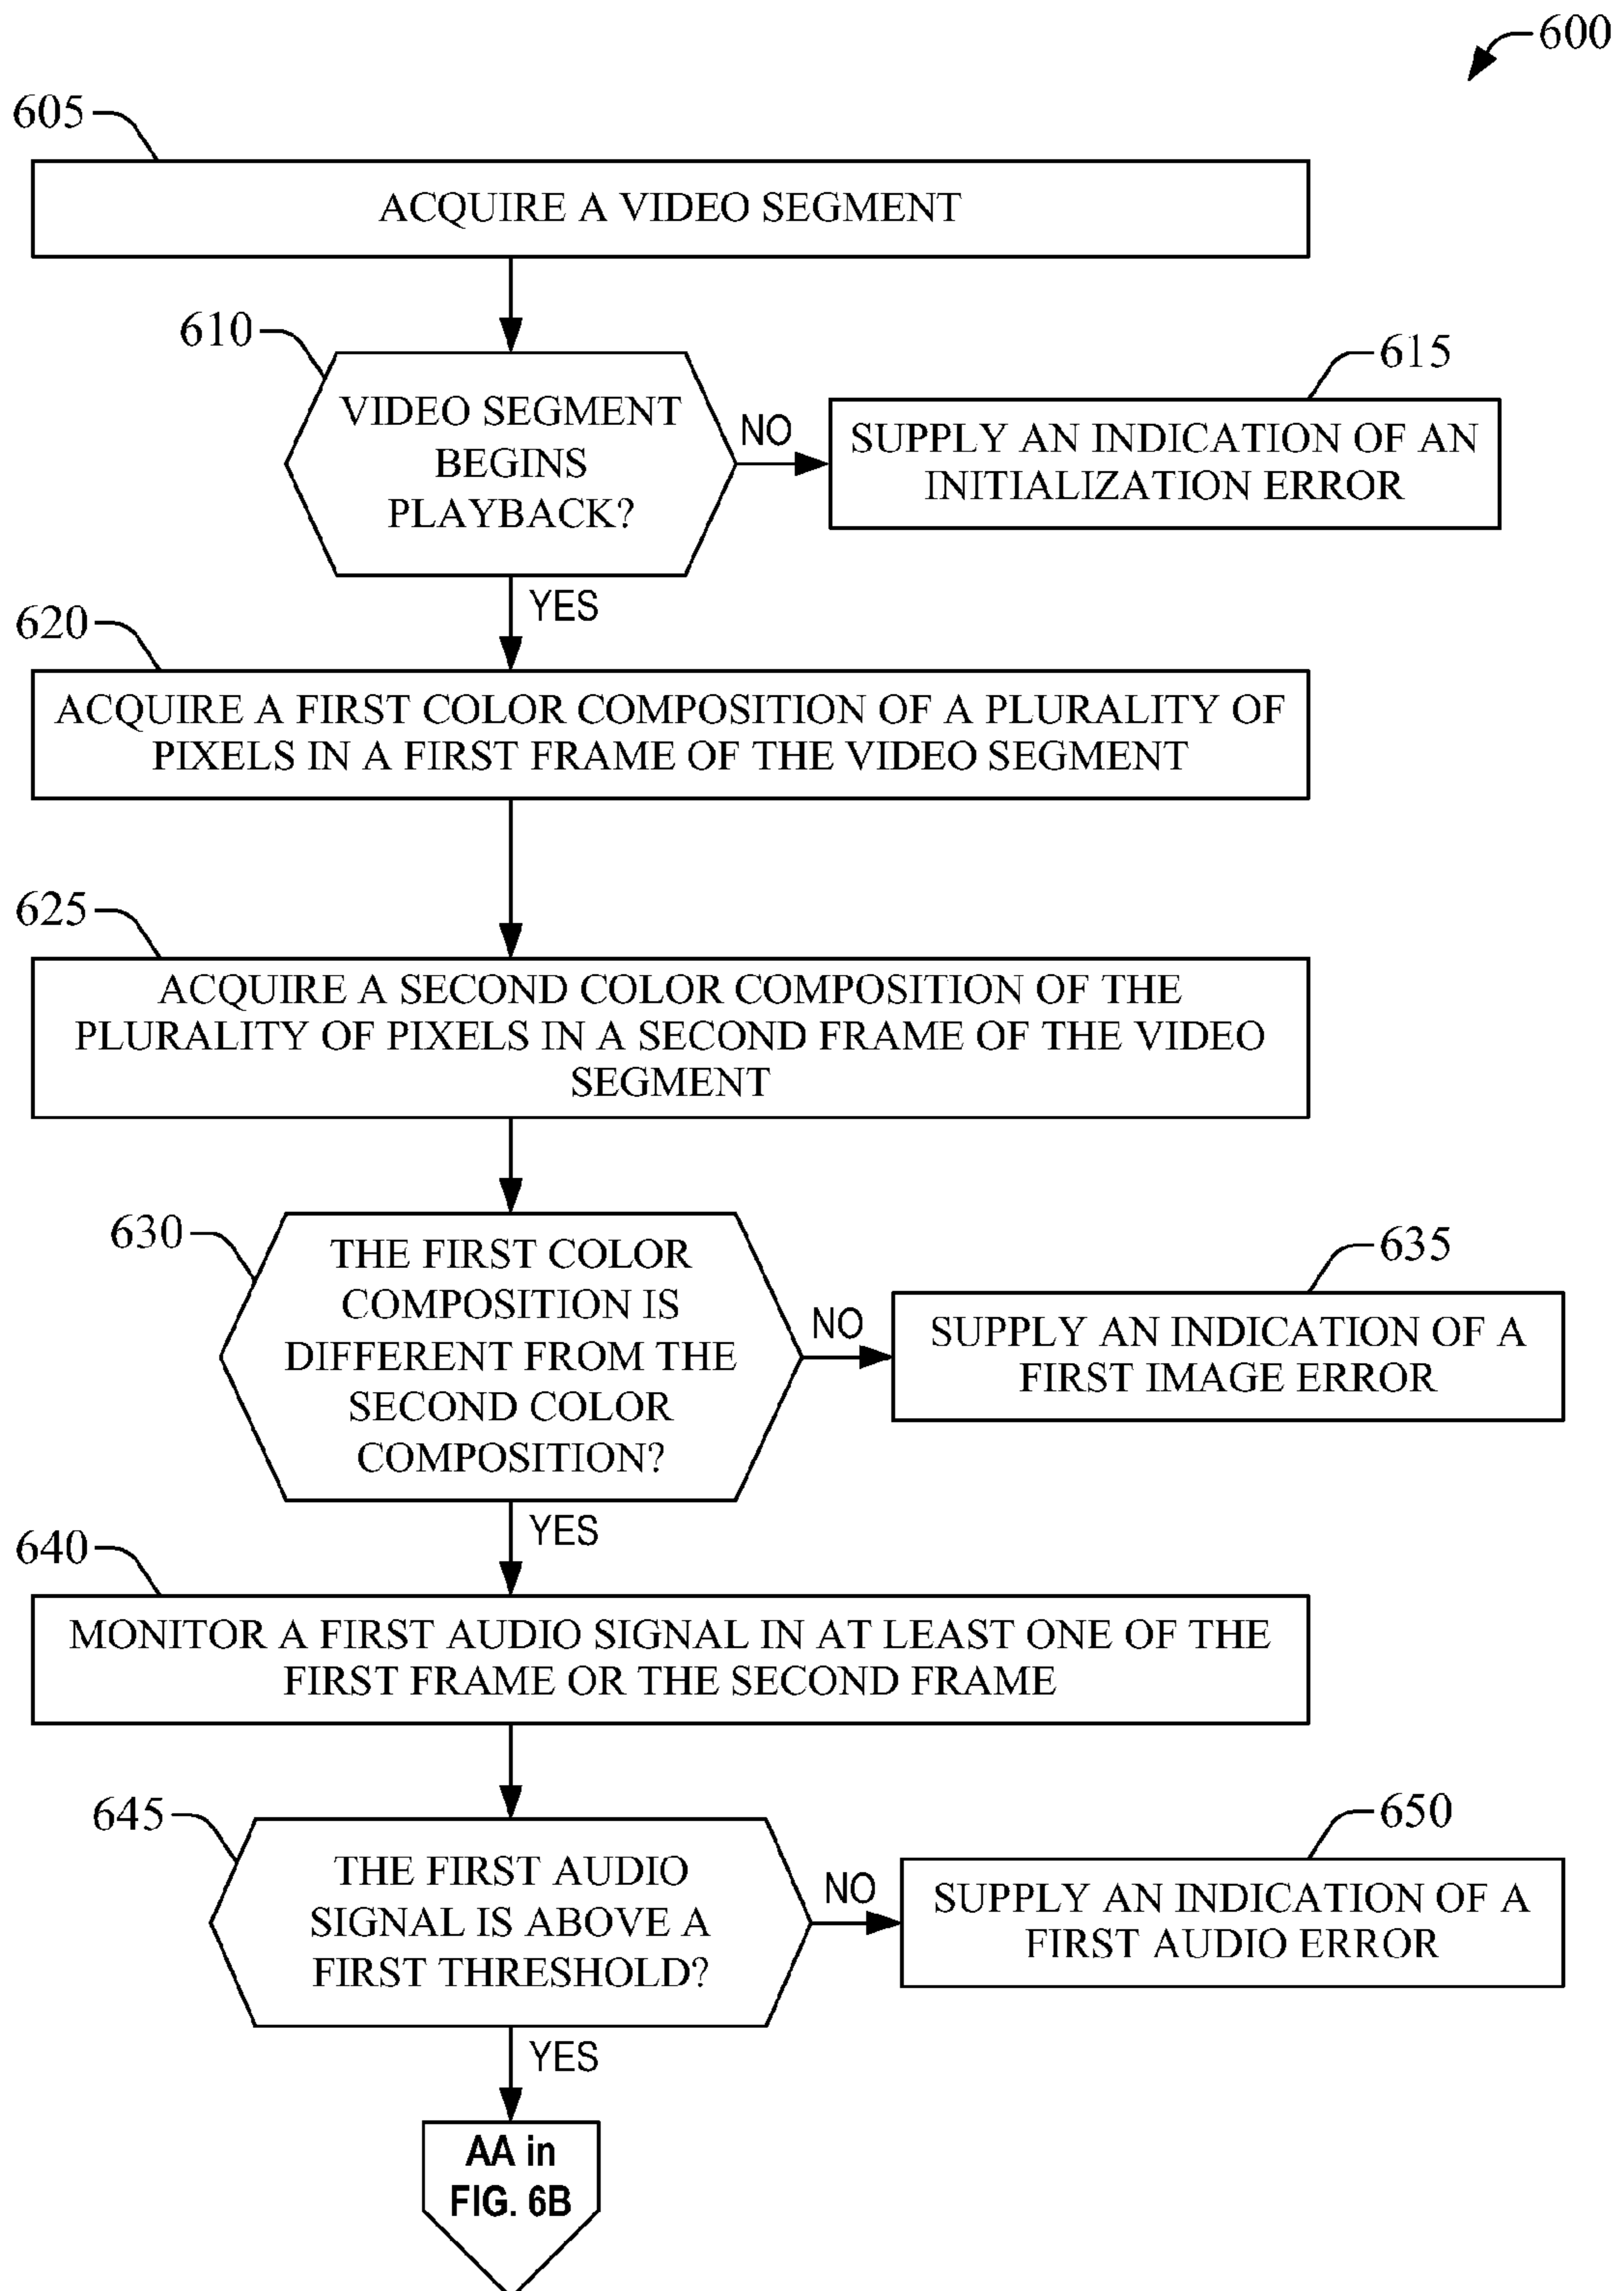 600
605
ACQUIRE A VIDEO SEGMENT
610
VIDEO SEGMENT
BEGINS
PLAYBACK?
NO
615
SUPPLY AN INDICATION OF AN
INITIALIZATION ERROR
YES
620
ACQUIRE A FIRST COLOR COMPOSITION OF A PLURALITY OF
PIXELS IN A FIRST FRAME OF THE VIDEO SEGMENT
625
ACQUIRE A SECOND COLOR COMPOSITION OF THE
PLURALITY OF PIXELS IN A SECOND FRAME OF THE VIDEO
SEGMENT
630
THE FIRST COLOR
COMPOSITION IS
DIFFERENT FROM THE
SECOND COLOR
COMPOSITION?
NO
635
SUPPLY AN INDICATION OF A
FIRST IMAGE ERROR
YES
640
MONITOR A FIRST AUDIO SIGNAL IN AT LEAST ONE OF THE
FIRST FRAME OR THE SECOND FRAME
645
THE FIRST AUDIO
SIGNAL IS ABOVE A
FIRST THRESHOLD?
NO
650
SUPPLY AN INDICATION OF A
FIRST AUDIO ERROR
YES
AA in
FIG. 6B